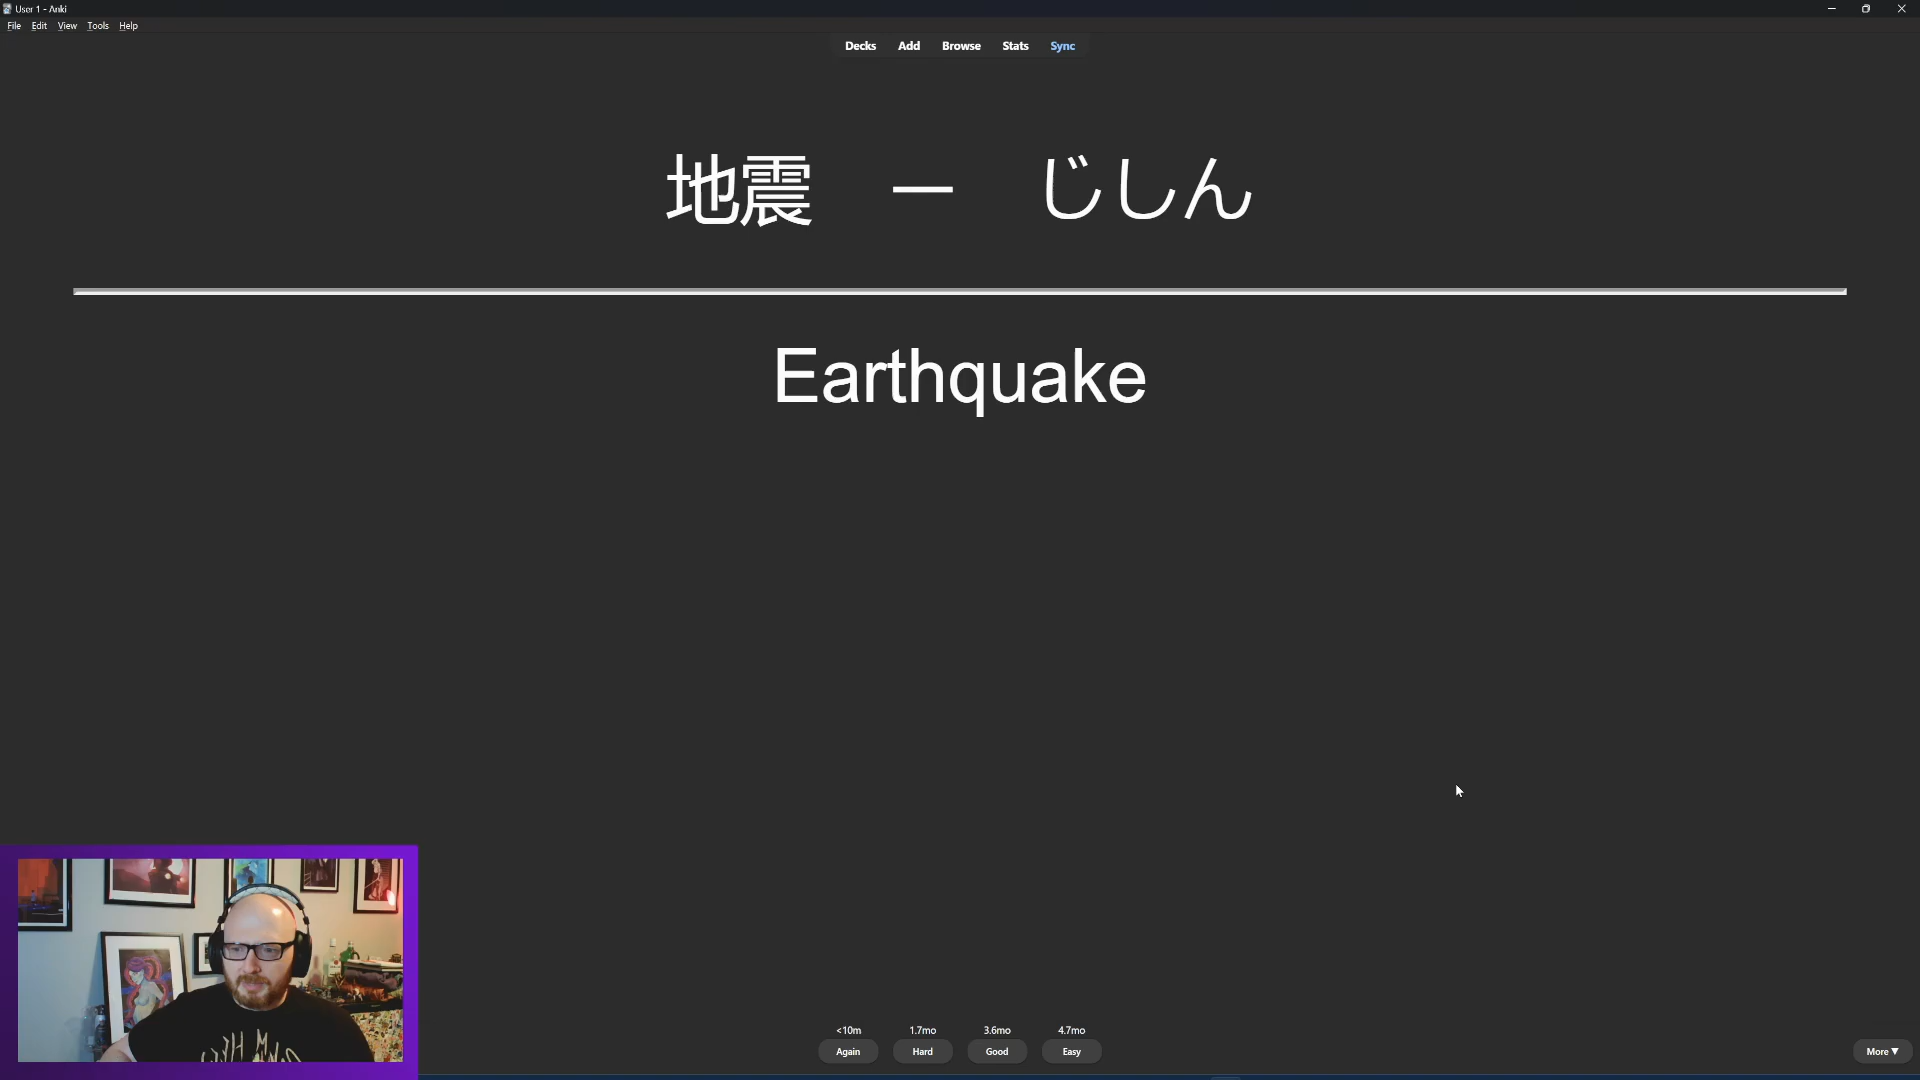 User 1 - Anki
File Edit View Tools Help
Decks Add Browse Stats Sync
地震 ー じしん
Earthquake
<10m 1.7mo 3.6mo 4.7mo
Again Hard Good Easy
More ▼